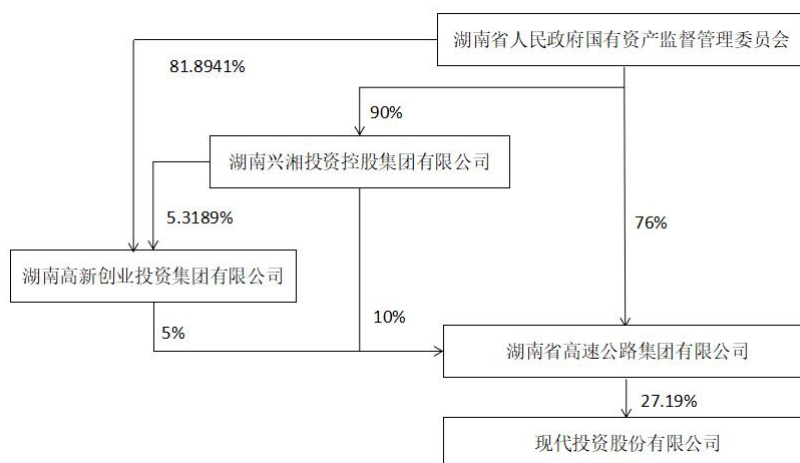 湖南省人民政府国有资产监督管理委员会
81.8941%
90%
湖南兴湘投资控股集团有限公司
5.3189%
76%
湖南高新创业投资集团有限公司
5%
10%
湖南省高速公路集团有限公司
27.19%
现代投资股份有限公司